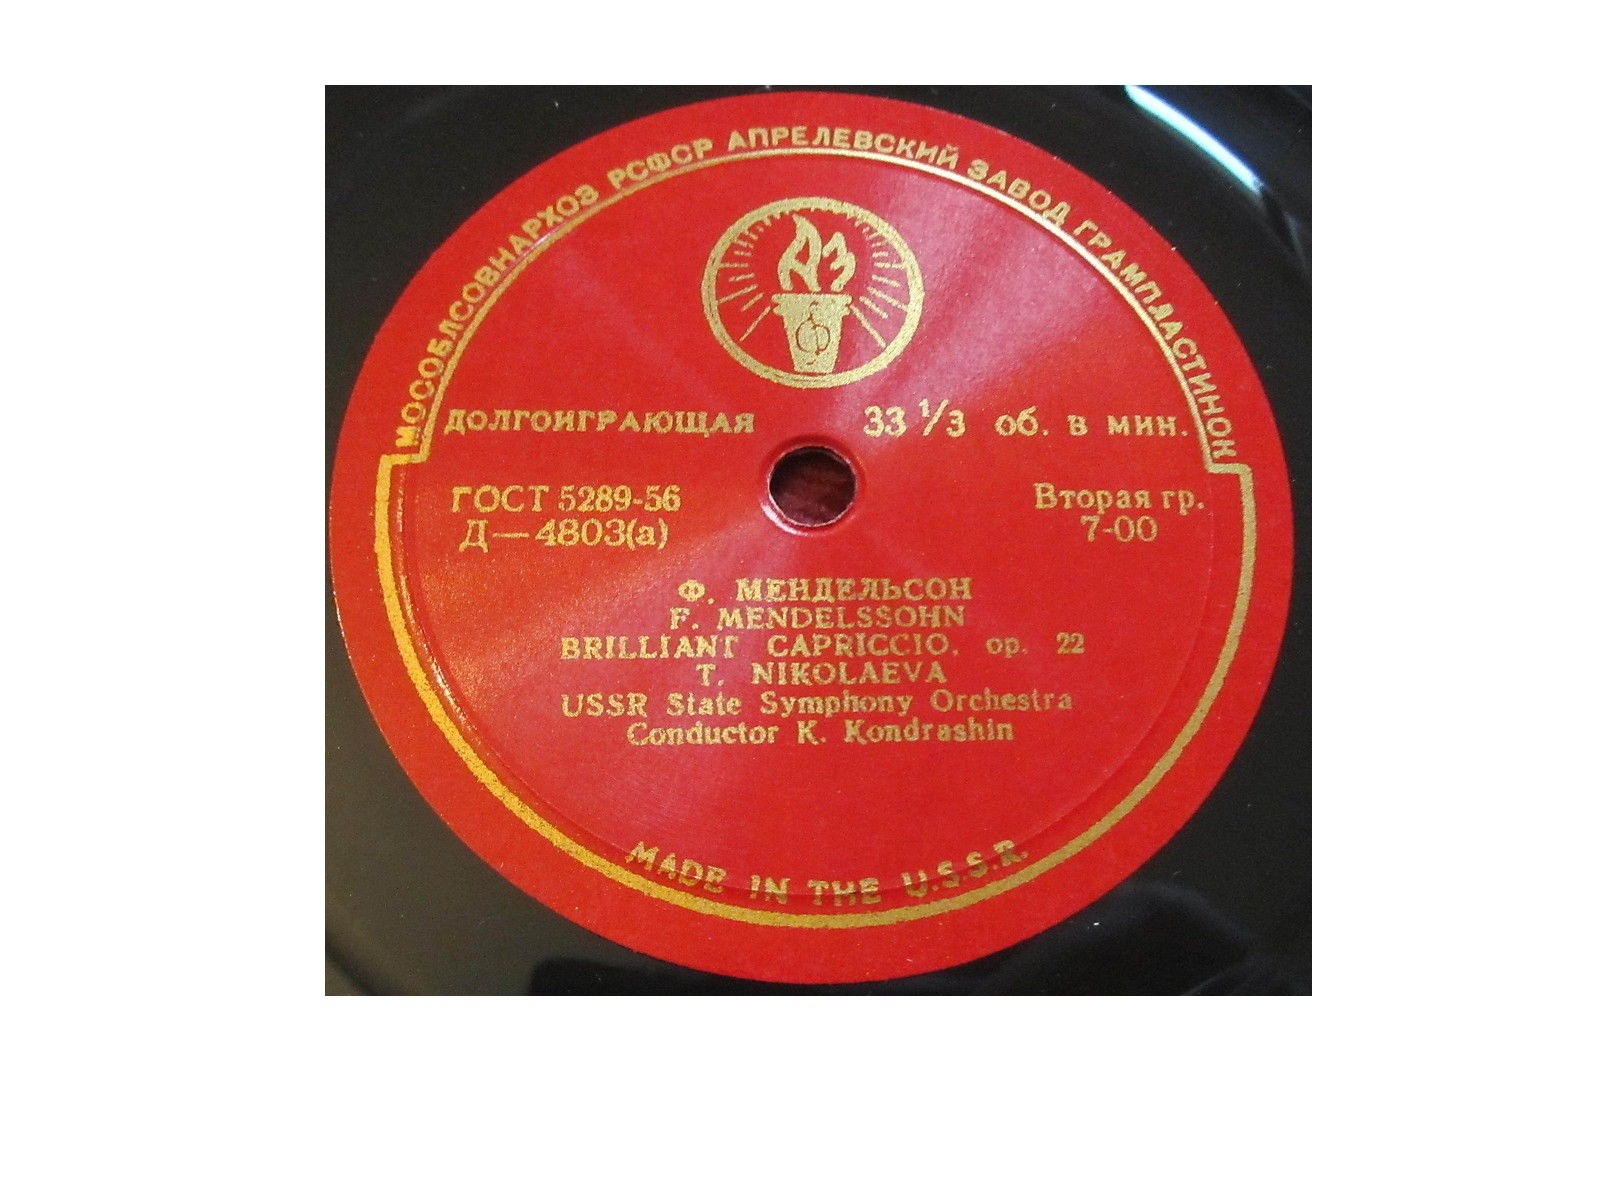 МОСОБЛСОВНАРХОЗ РСФСР АПРЕЛЕВСКИЙ ЗАВОД ГРАМПЛАСТИНОК
АЗ
ДОЛГОИГРАЮЩАЯ 33 1/3 об. в мин.
ГОСТ 5289-56 Вторая гр.
Д—4803(а) 7-00
Ф. МЕНДЕЛЬСОН
F. MENDELSSOHN
BRILLIANT CAPRICCIO, op. 22
T. NIKOLAEVA
USSR State Symphony Orchestra
Conductor K. Kondrashin
MADE IN THE U.S.S.R.